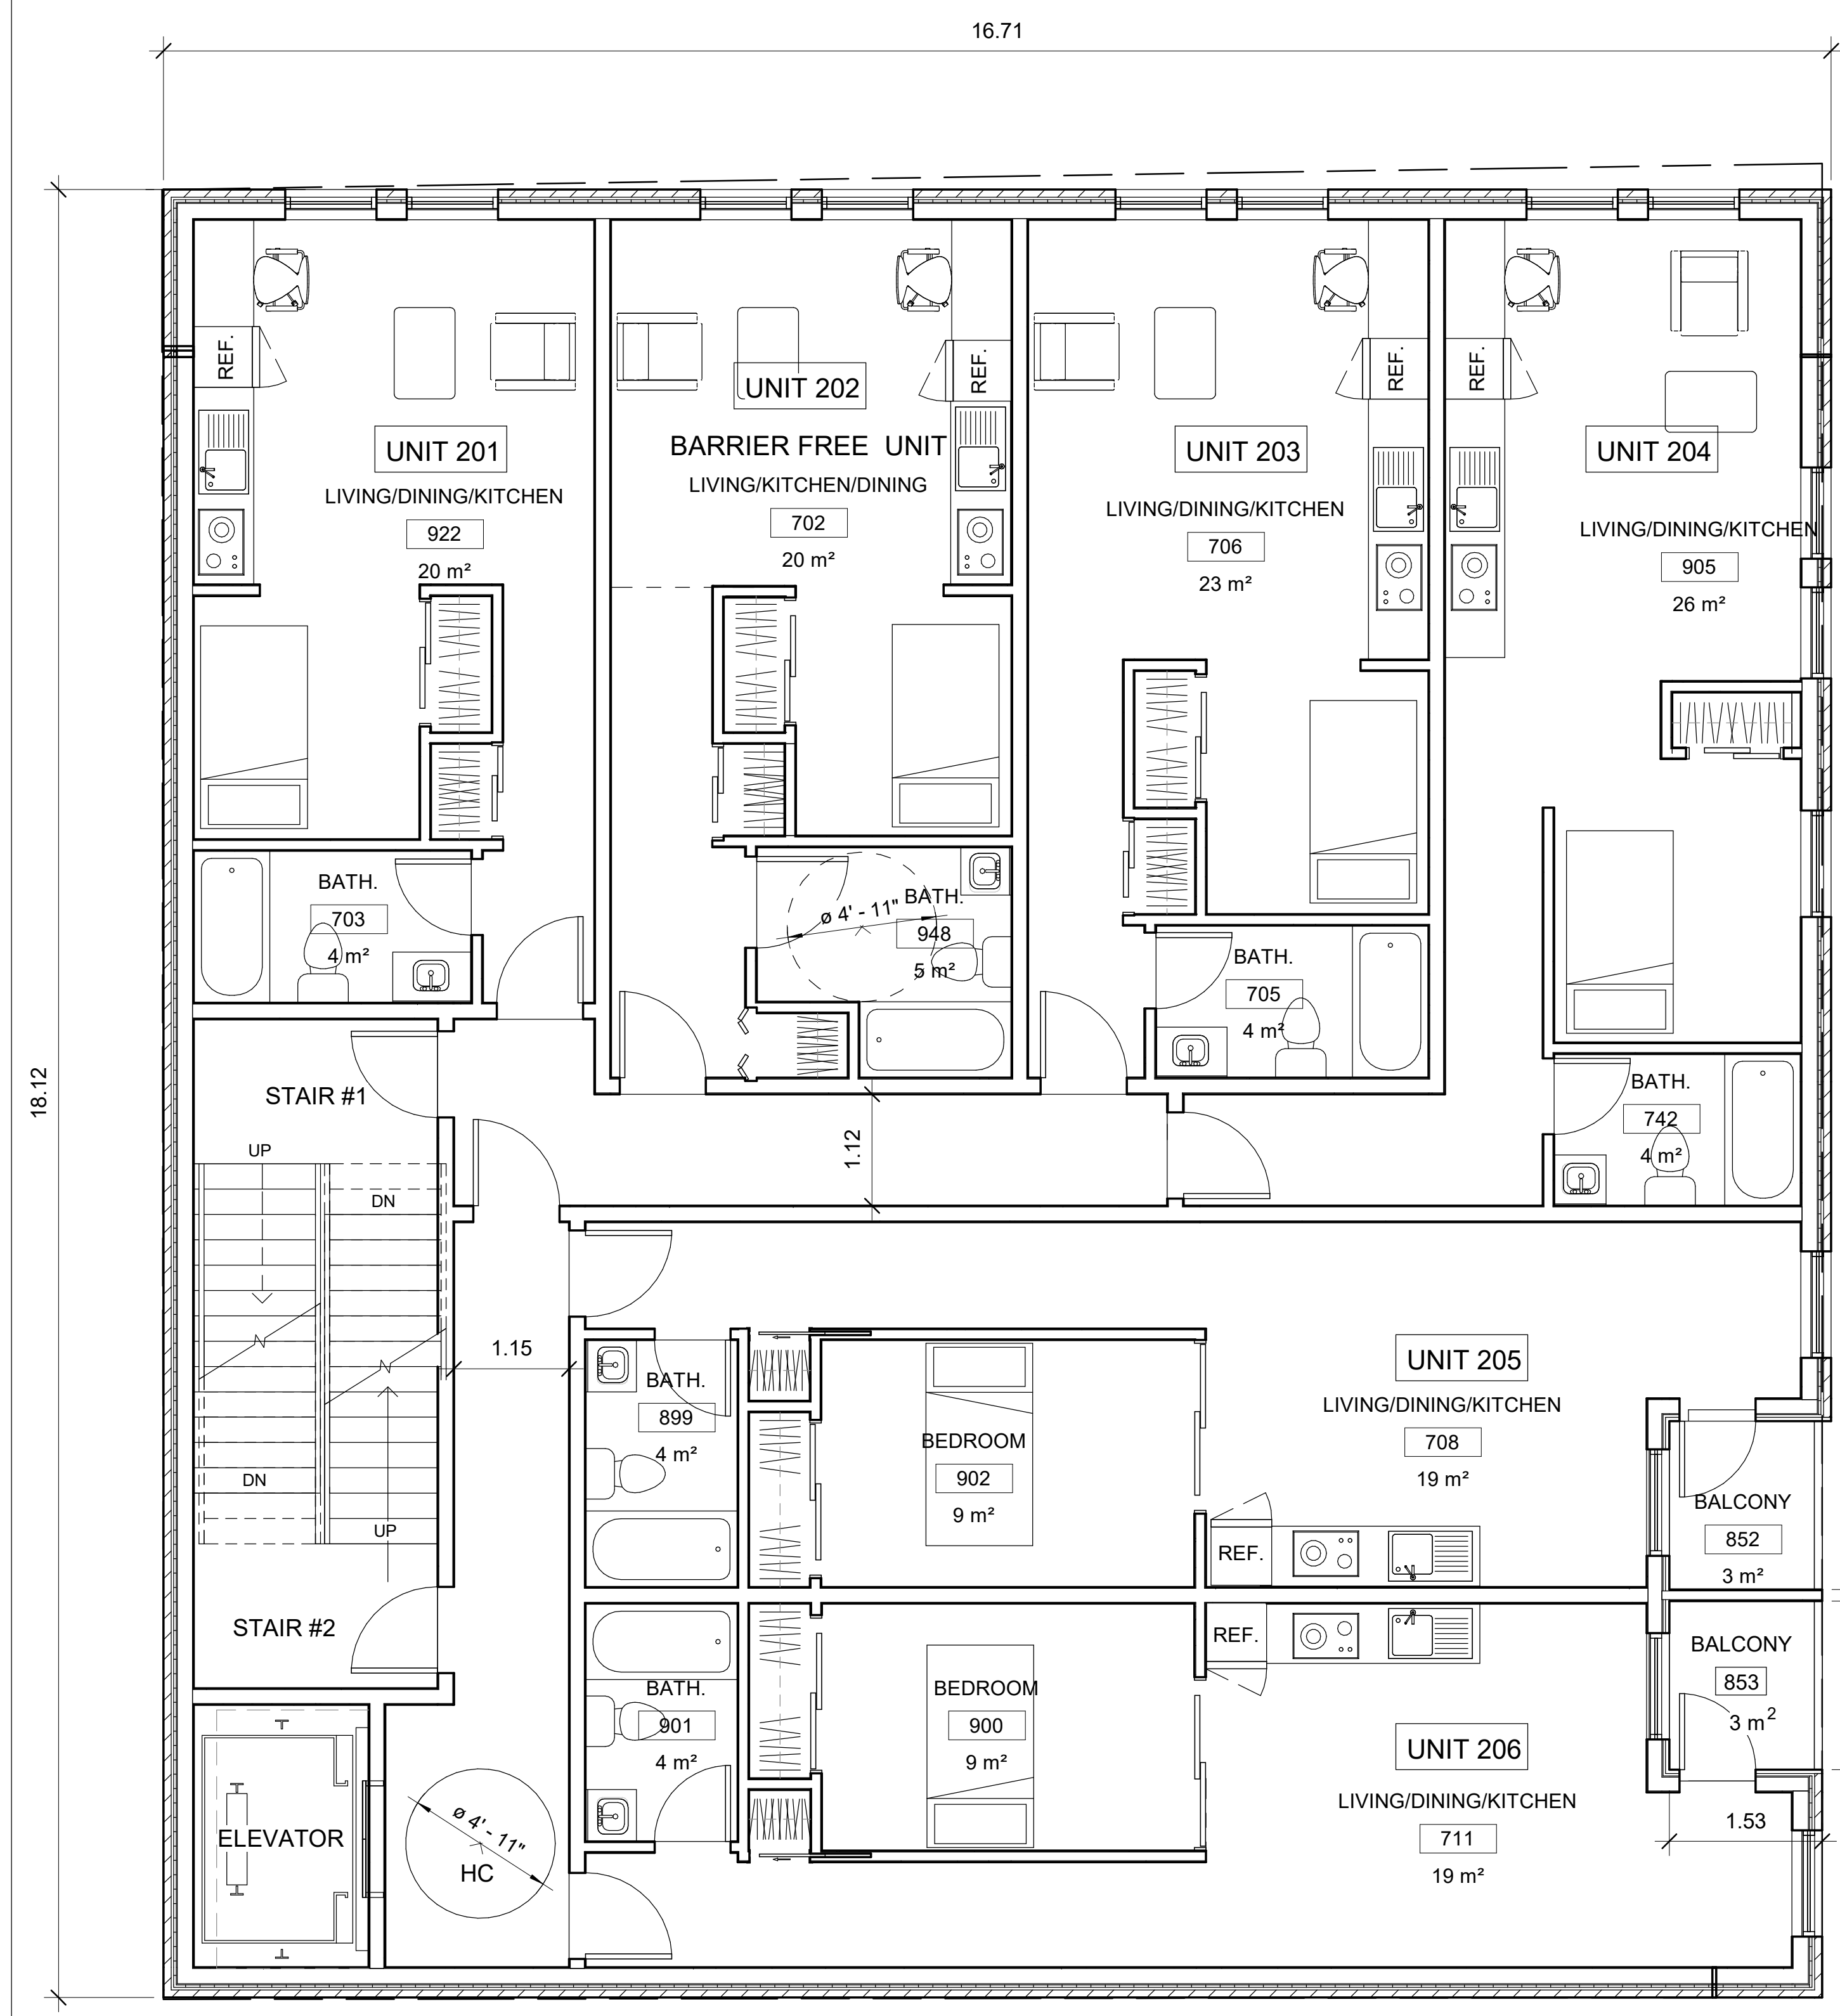 16.71
18.12
REF.
UNIT 201
LIVING/DINING/KITCHEN
922
20 m²
UNIT 202
BARRIER FREE UNIT
LIVING/KITCHEN/DINING
702
20 m²
REF.
UNIT 203
LIVING/DINING/KITCHEN
706
23 m²
REF.
REF.
UNIT 204
LIVING/DINING/KITCHEN
905
26 m²
BATH.
703
4 m²
ø 4' - 11"
BATH.
948
5 m²
BATH.
705
4 m²
BATH.
742
4 m²
STAIR #1
UP
DN
1.12
1.15
DN
UP
STAIR #2
BATH.
899
4 m²
BEDROOM
902
9 m²
UNIT 205
LIVING/DINING/KITCHEN
708
19 m²
REF.
BALCONY
852
3 m²
BATH.
901
4 m²
BEDROOM
900
9 m²
REF.
UNIT 206
LIVING/DINING/KITCHEN
711
19 m²
BALCONY
853
3 m²
1.53
ELEVATOR
ø 4' - 11"
HC